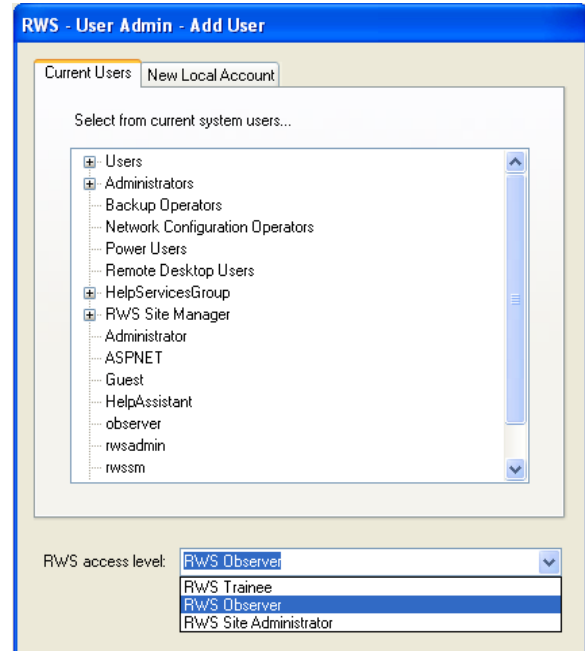 RWS - User Admin - Add User
Current Users
New Local Account
Select from current system users...
Users
Administrators
Backup Operators
Network Configuration Operators
Power Users
Remote Desktop Users
HelpServicesGroup
RWS Site Manager
Administrator
ASPNET
Guest
HelpAssistant
observer
rwsadmin
rwssm
RWS access level: RWS Observer
RWS Trainee
RWS Observer
RWS Site Administrator